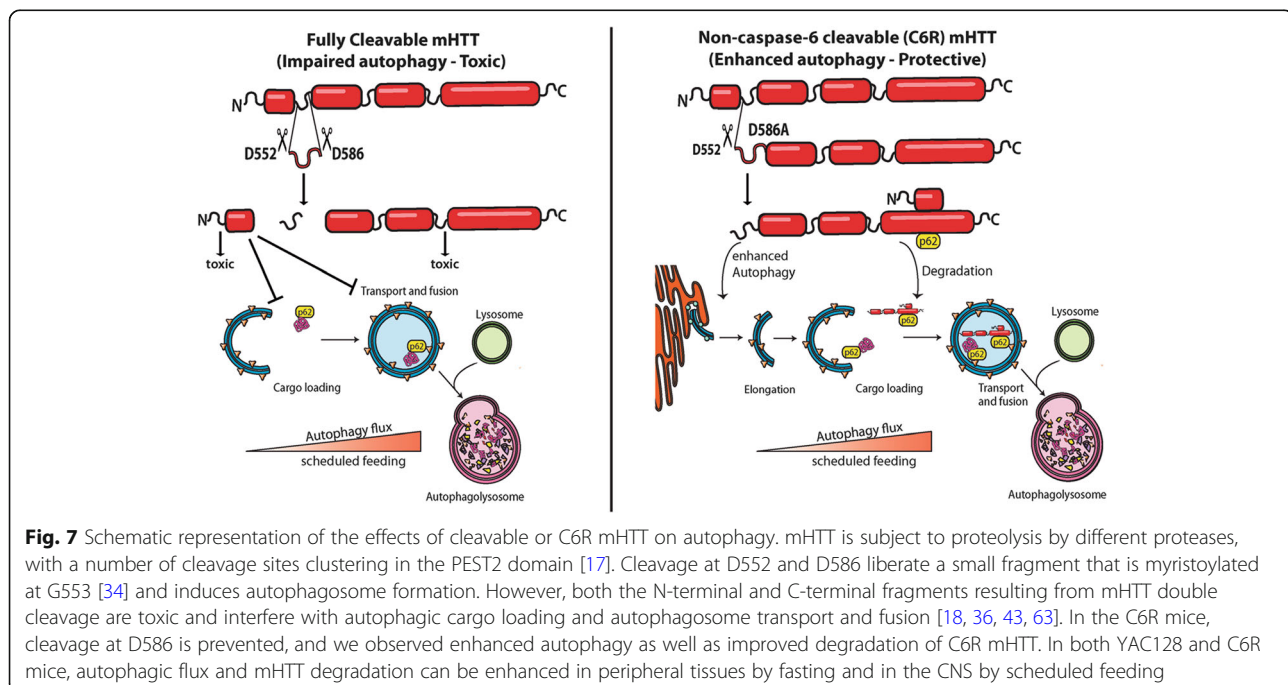 Fully Cleavable mHTT
(Impaired autophagy - Toxic)
N
C
D552
D586
N
C
toxic
toxic
Transport and fusion
p62
p62
Lysosome
Cargo loading
Autophagy flux
scheduled feeding
Autophagolysosome
Non-caspase-6 cleavable (C6R) mHTT
(Enhanced autophagy - Protective)
N
C
D586A
D552
C
N
C
p62
enhanced
Autophagy
Degradation
p62
p62
p62
p62
Lysosome
Elongation
Cargo loading
Transport
and fusion
Autophagy flux
scheduled feeding
Autophagolysosome
Fig. 7 Schematic representation of the effects of cleavable or C6R mHTT on autophagy. mHTT is subject to proteolysis by different proteases,
with a number of cleavage sites clustering in the PEST2 domain [17]. Cleavage at D552 and D586 liberate a small fragment that is myristoylated
at G553 [34] and induces autophagosome formation. However, both the N-terminal and C-terminal fragments resulting from mHTT double
cleavage are toxic and interfere with autophagic cargo loading and autophagosome transport and fusion [18, 36, 43, 63]. In the C6R mice,
cleavage at D586 is prevented, and we observed enhanced autophagy as well as improved degradation of C6R mHTT. In both YAC128 and C6R
mice, autophagic flux and mHTT degradation can be enhanced in peripheral tissues by fasting and in the CNS by scheduled feeding